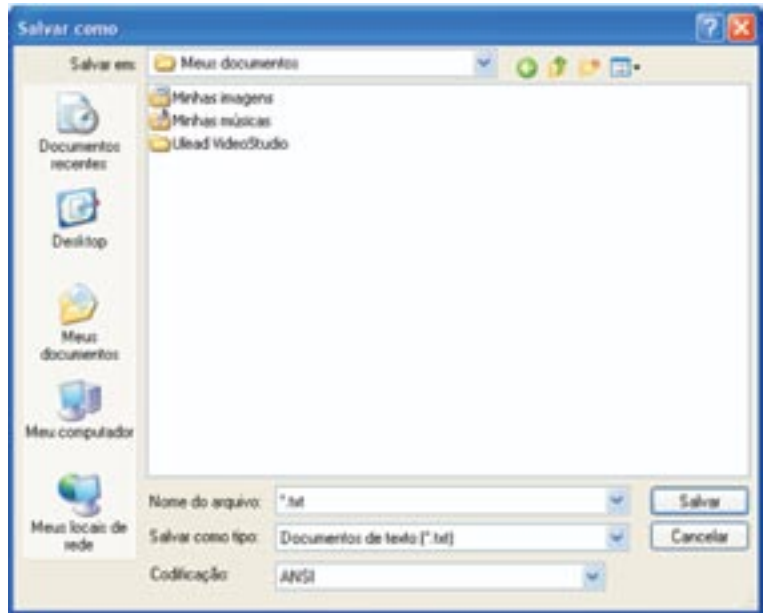 Salvar como
Salvar em:
Meus documentos
Minhas imagens
Minhas músicas
Ulead VideoStudio
Documentos
recentes
Desktop
Meus
documentos
Meu computador
Meus locais de
rede
Nome do arquivo:
*.txt
Salvar
Salvar como tipo:
Documentos de texto (*.txt)
Cancelar
Codificação:
ANSI